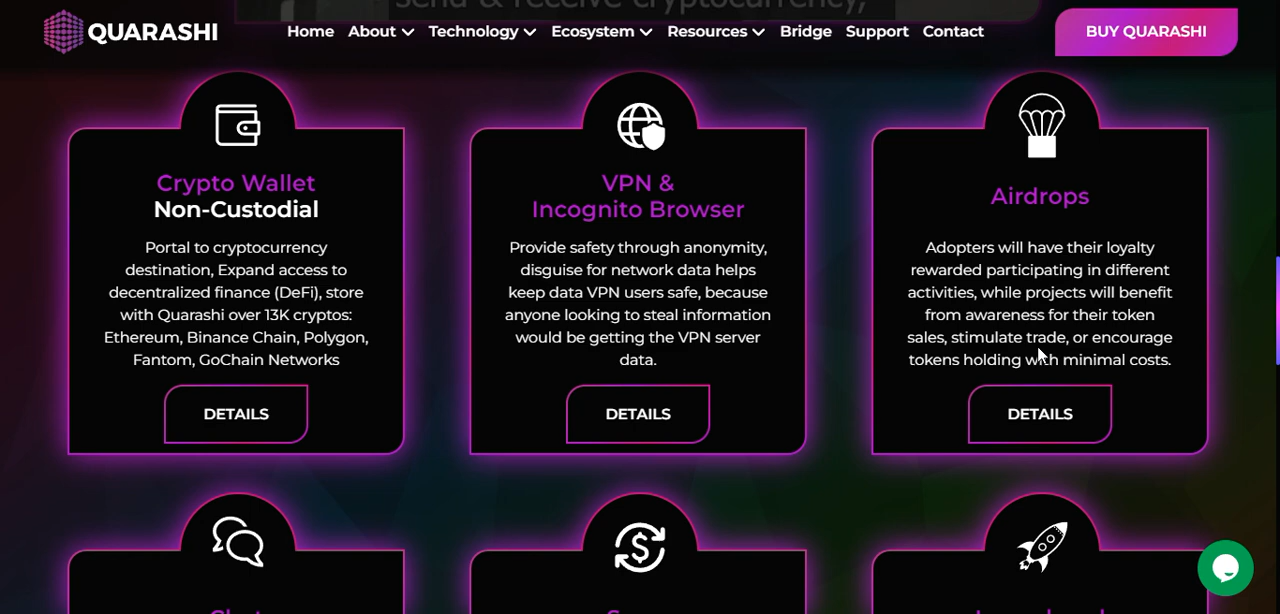 send & receive cryptocurrency,
QUARASHI
Home About Technology Ecosystem Resources Bridge Support Contact
BUY QUARASHI
Crypto Wallet
Non-Custodial
Portal to cryptocurrency
destination, Expand access to
decentralized finance (DeFi), store
with Quarashi over 13K cryptos:
Ethereum, Binance Chain, Polygon,
Fantom, GoChain Networks
DETAILS
VPN &
Incognito Browser
Provide safety through anonymity,
disguise for network data helps
keep data VPN users safe, because
anyone looking to steal information
would be getting the VPN server
data.
DETAILS
Airdrops
Adopters will have their loyalty
rewarded participating in different
activities, while projects will benefit
from awareness for their token
sales, stimulate trade, or encourage
tokens holding with minimal costs.
DETAILS